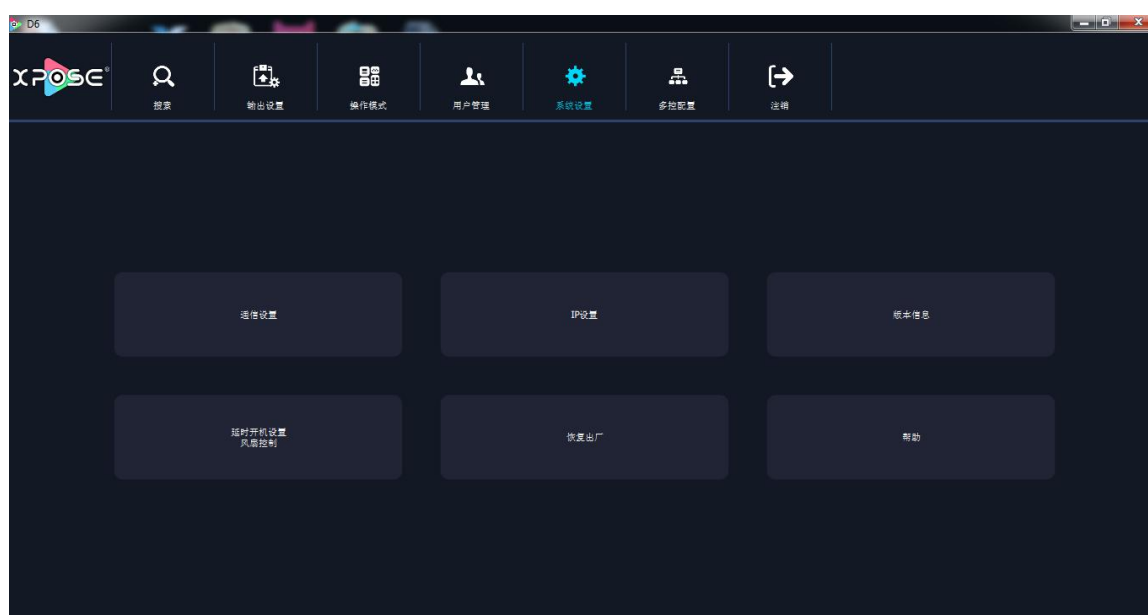 D6
XPOSE®
搜索
输出设置
操作模式
用户管理
系统设置
多控配置
注销
通信设置
IP设置
版本信息
延时开机设置
风扇控制
恢复出厂
帮助